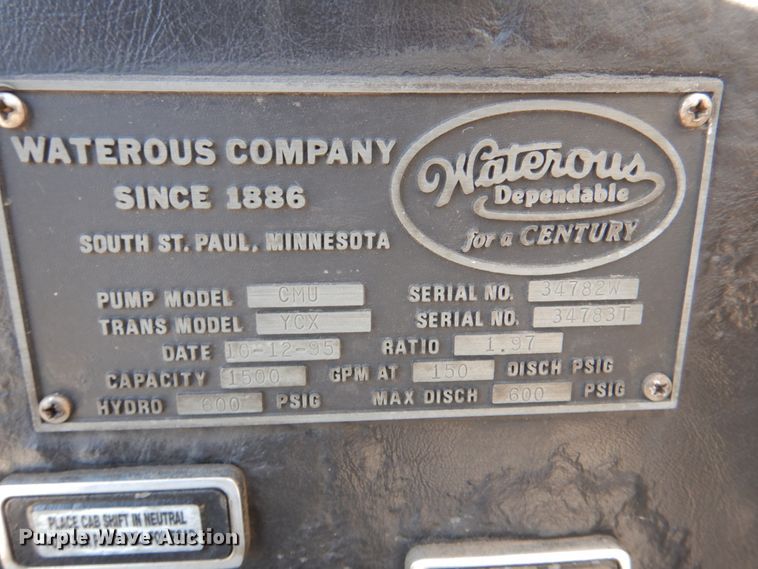 WATEROUS COMPANY
SINCE 1886
SOUTH ST. PAUL, MINNESOTA
Waterous
Dependable
for a CENTURY
PUMP MODEL CMU SERIAL NO. 34782W
TRANS MODEL YCX SERIAL NO. 34783T
DATE 10-12-95 RATIO 1.97
CAPACITY 1500 GPM AT 150 DISCH PSIG
HYDRO 600 PSIG MAX DISCH 600 PSIG
PLACE CAB SHIFT IN NEUTRAL
Purple Wave Auction